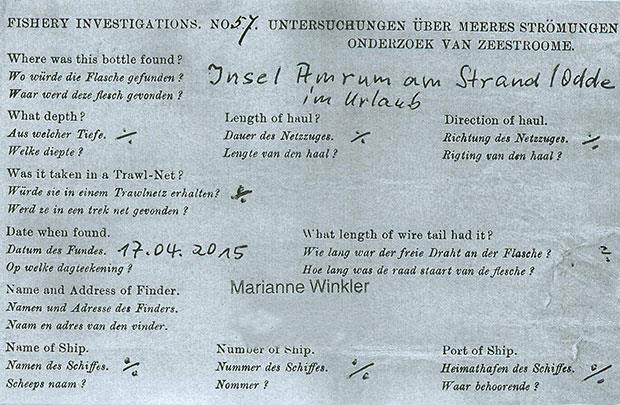 FISHERY INVESTIGATIONS. NO. 57. UNTERSUCHUNGEN ÜBER MEERES STRÖMUNGEN
ONDERZOEK VAN ZEESTROOME.
Where was this bottle found?
Wo würde die Flasche gefunden?
Waar werd deze flesch gevonden?
Insel Amrum am Strand/Odde
im Urlaub
What depth?
Aus welcher Tiefe. ·/.
Welke diepte?
Length of haul?
Dauer des Netzzuges. ·/.
Lengte van den haal?
Direction of haul.
Richtung des Netzzuges. ·/.
Rigting van den haal?
Was it taken in a Trawl-Net?
Würde sie in einem Trawlnetz erhalten? ·/.
Werd ze in een trek net gevonden?
Date when found.
Datum des Fundes. 17.04.2015
Op welke dagteekening?
What length of wire tail had it?
Wie lang war der freie Draht an der Flasche? ?
Hoe lang was de raad staart van de flesche?
Name and Address of Finder.
Namen und Adresse des Finders.
Naam en adres van den vinder.
Marianne Winkler
Name of Ship.
Namen des Schiffes. ·/.
Scheeps naam?
Number of Ship.
Nummer des Schiffes. ·/.
Nommer?
Port of Ship.
Heimathafen des Schiffes. ·/.
Waar behoorende?